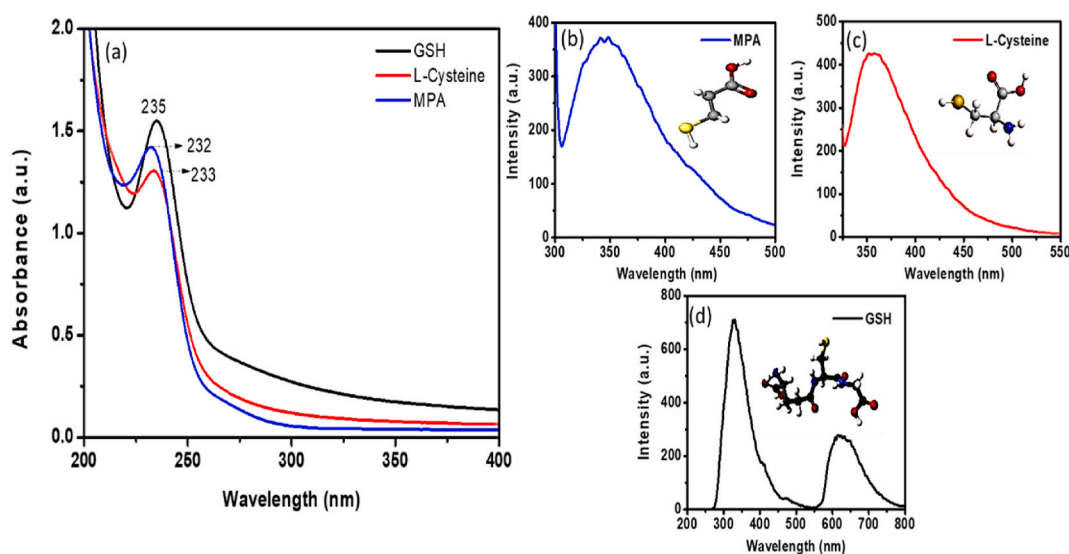 (a)
GSH
L-Cysteine
MPA
235
232
233
2.0
1.5
1.0
0.5
0.0
200 250 300 350 400
Absorbance (a.u.)
Wavelength (nm)
(b)
MPA
400
300
200
100
0
300 350 400 450 500
Intensity (a.u.)
Wavelength (nm)
(c)
L-Cysteine
500
400
300
200
100
0
350 400 450 500 550
Intensity (a.u.)
Wavelength (nm)
(d)
GSH
800
600
400
200
0
200 300 400 500 600 700 800
Intensity (a.u.)
Wavelength (nm)